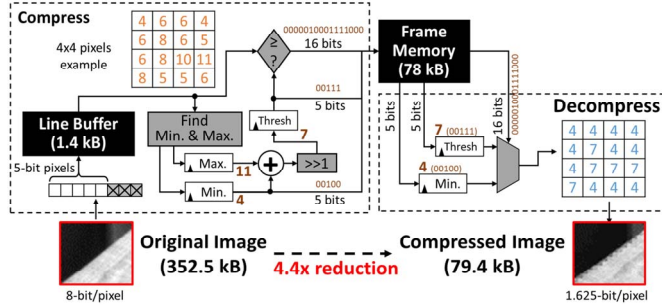 Compress
4x4 pixels
example
4 6 6 4
6 8 6 5
6 8 10 11
8 5 5 6
≥
?
0000010001111000
16 bits
00111
5 bits
Line Buffer
(1.4 kB)
5-bit pixels
Find
Min. & Max.
Thresh
7
Max.
11
+
>>1
Min.
4
00100
5 bits
Frame
Memory
(78 kB)
5 bits
5 bits
16 bits
0000010001111000
Decompress
7 (00111)
Thresh
4 (00100)
Min.
4 4 4 4
4 7 4 4
4 7 7 7
7 4 4 4
8-bit/pixel
Original Image
(352.5 kB)
4.4x reduction
Compressed Image
(79.4 kB)
1.625-bit/pixel